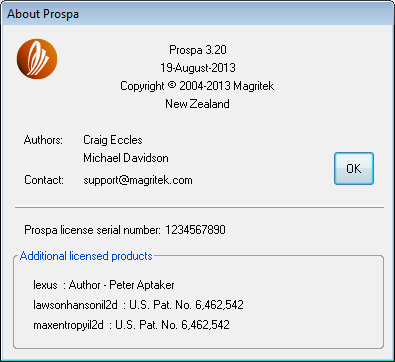 About Prospa
Prospa 3.20
19-August-2013
Copyright © 2004-2013 Magritek
New Zealand
Authors: Craig Eccles
Michael Davidson
Contact: support@magritek.com
OK
Prospa license serial number: 1234567890
Additional licensed products
lexus : Author - Peter Aptaker
lawsonhansonil2d : U.S. Pat. No. 6,462,542
maxentropyil2d : U.S. Pat. No. 6,462,542